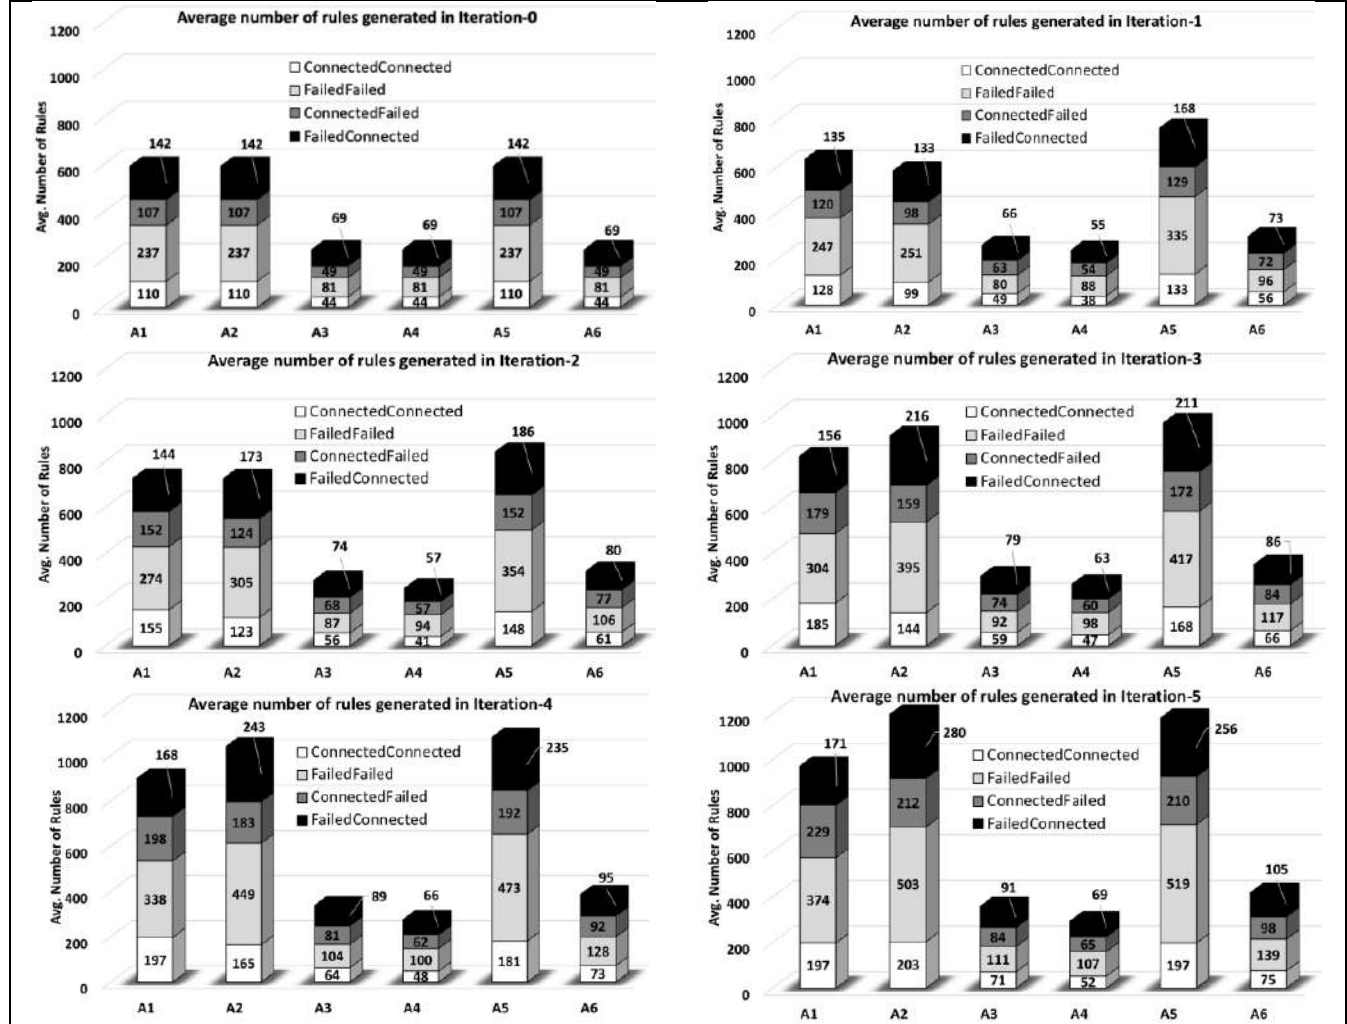 Average number of rules generated in Iteration-0
1200
1000
800
600
400
200
0
Avg. Number of Rules
ConnectedConnected
FailedFailed
ConnectedFailed
FailedConnected
142 142 69 69 142 69
107 107 49 49 107 49
237 237 81 81 237 81
110 110 44 44 110 44
A1 A2 A3 A4 A5 A6
Average number of rules generated in Iteration-1
1200
1000
800
600
400
200
0
Avg. Number of Rules
ConnectedConnected
FailedFailed
ConnectedFailed
FailedConnected
135 133 66 55 168 73
120 98 63 54 129 72
247 251 80 88 335 96
128 99 49 38 133 56
A1 A2 A3 A4 A5 A6
Average number of rules generated in Iteration-2
1200
1000
800
600
400
200
0
Avg. Number of Rules
ConnectedConnected
FailedFailed
ConnectedFailed
FailedConnected
144 173 74 57 186 80
152 124 68 57 152 77
274 305 87 94 354 106
155 123 56 41 148 61
A1 A2 A3 A4 A5 A6
Average number of rules generated in Iteration-3
1200
1000
800
600
400
200
0
Avg. Number of Rules
ConnectedConnected
FailedFailed
ConnectedFailed
FailedConnected
156 216 79 63 211 86
179 159 74 60 172 84
304 395 92 98 417 117
185 144 59 47 168 66
A1 A2 A3 A4 A5 A6
Average number of rules generated in Iteration-4
1200
1000
800
600
400
200
0
Avg. Number of Rules
ConnectedConnected
FailedFailed
ConnectedFailed
FailedConnected
168 243 89 66 235 95
198 183 81 62 192 92
338 449 104 100 473 128
197 165 64 48 181 73
A1 A2 A3 A4 A5 A6
Average number of rules generated in Iteration-5
1200
1000
800
600
400
200
0
Avg. Number of Rules
ConnectedConnected
FailedFailed
ConnectedFailed
FailedConnected
171 280 91 69 256 105
229 212 84 65 210 98
374 503 111 107 519 139
197 203 71 52 197 75
A1 A2 A3 A4 A5 A6